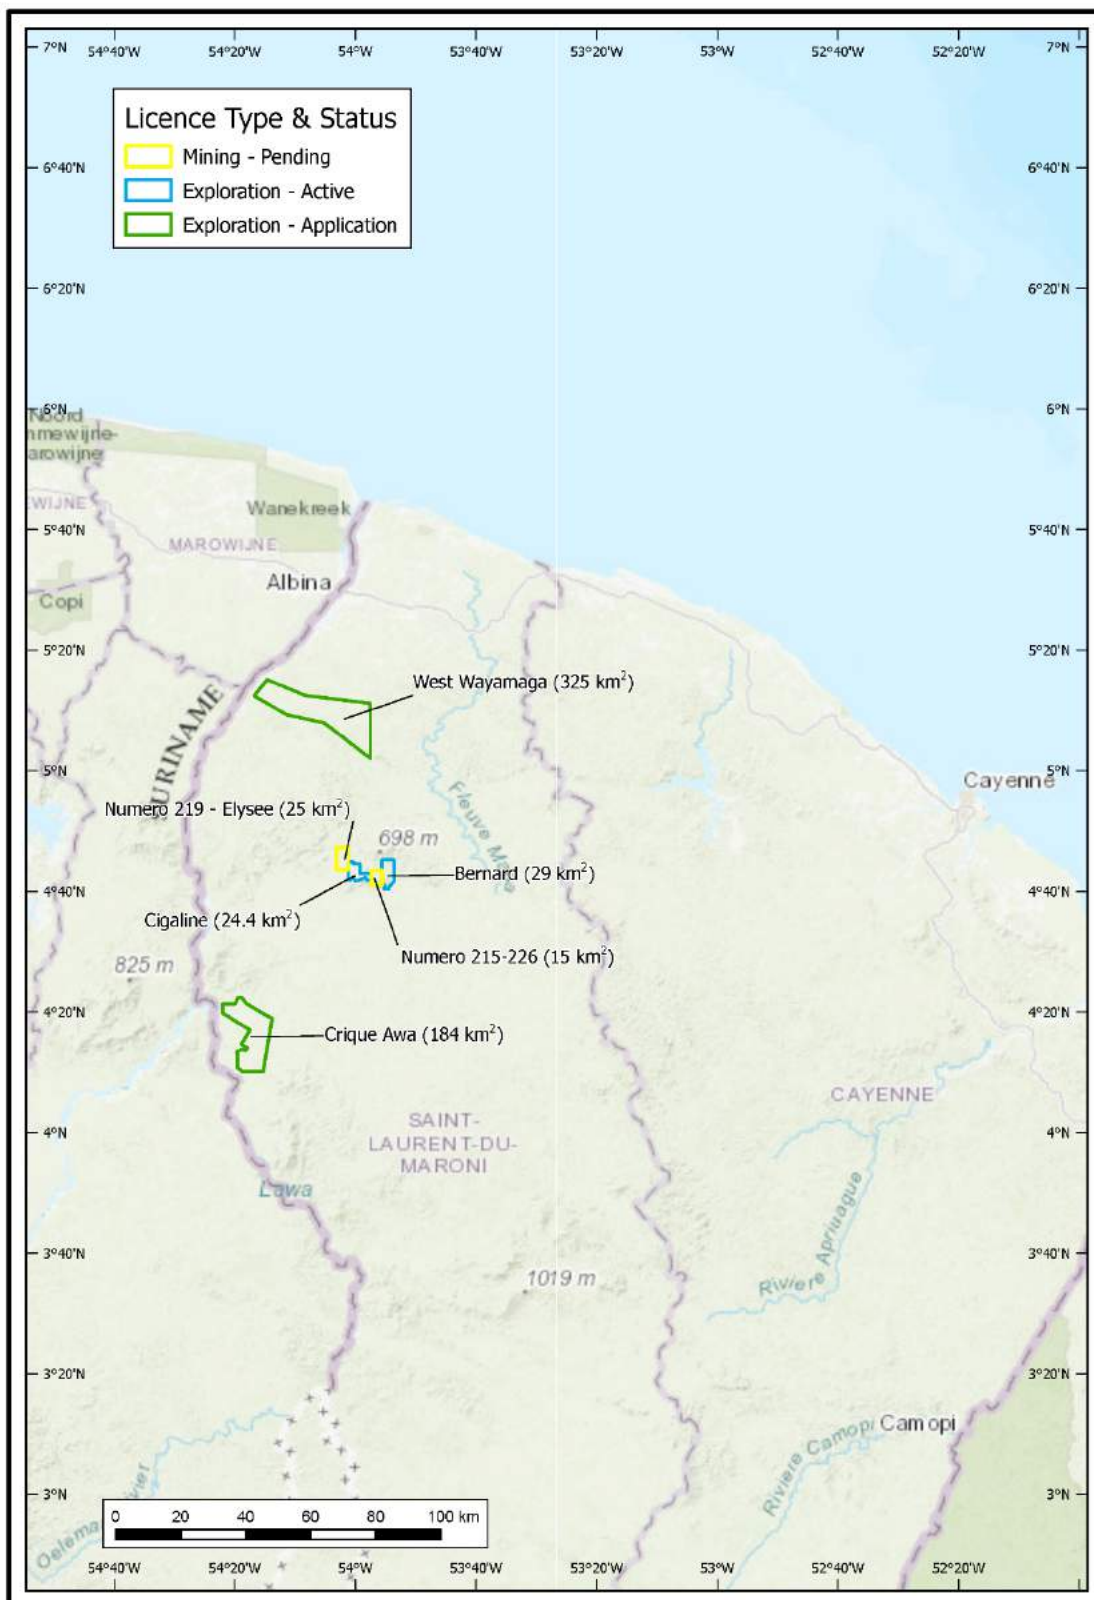 54°40'W 54°20'W 54°W 53°40'W 53°20'W 53°W 52°40'W 52°20'W
7°N 7°N
Licence Type & Status
Mining - Pending
Exploration - Active
Exploration - Application
6°40'N 6°40'N
6°20'N 6°20'N
6°N 6°N
Noord
mmewijne-
arowijne
EWIJNE
Wanekreek
5°40'N 5°40'N
MAROWIJNE
Albina
Copi
5°20'N 5°20'N
West Wayamaga (325 km²)
SURINAME
5°N 5°N
Cayenne
Fleuve Mana
Numero 219 - Elysee (25 km²)
698 m
Bernard (29 km²)
4°40'N 4°40'N
Cigaline (24.4 km²)
Numero 215-226 (15 km²)
825 m
4°20'N 4°20'N
Crique Awa (184 km²)
CAYENNE
SAINT-
LAURENT-DU-
MARONI
4°N 4°N
Lawa
Riviere Apruague
3°40'N 3°40'N
1019 m
3°20'N 3°20'N
Riviere Camopi
Camopi
3°N 3°N
0 20 40 60 80 100 km
54°40'W 54°20'W 54°W 53°40'W 53°20'W 53°W 52°40'W 52°20'W